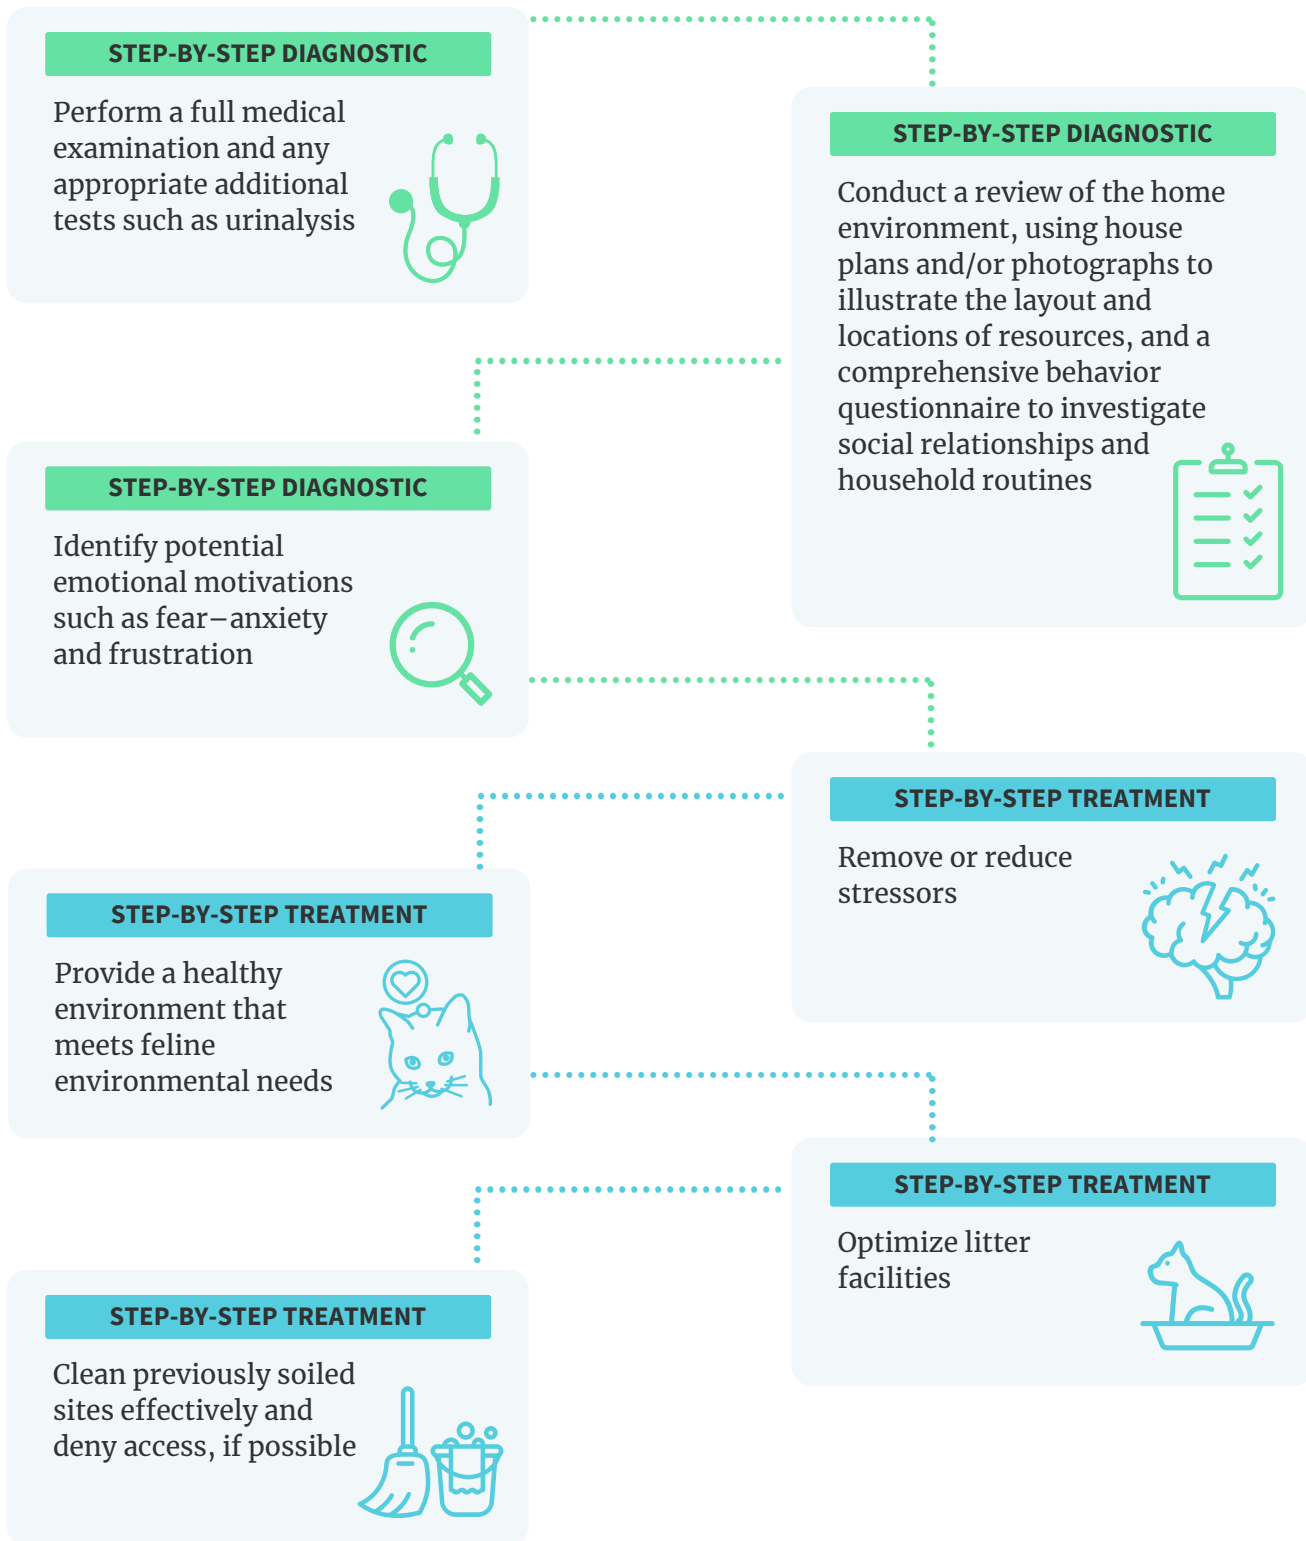 STEP-BY-STEP DIAGNOSTIC
Perform a full medical
examination and any
appropriate additional
tests such as urinalysis
STEP-BY-STEP DIAGNOSTIC
Conduct a review of the home
environment, using house
plans and/or photographs to
illustrate the layout and
locations of resources, and a
comprehensive behavior
questionnaire to investigate
social relationships and
household routines
STEP-BY-STEP DIAGNOSTIC
Identify potential
emotional motivations
such as fear–anxiety
and frustration
STEP-BY-STEP TREATMENT
Remove or reduce
stressors
STEP-BY-STEP TREATMENT
Provide a healthy
environment that
meets feline
environmental needs
STEP-BY-STEP TREATMENT
Optimize litter
facilities
STEP-BY-STEP TREATMENT
Clean previously soiled
sites effectively and
deny access, if possible